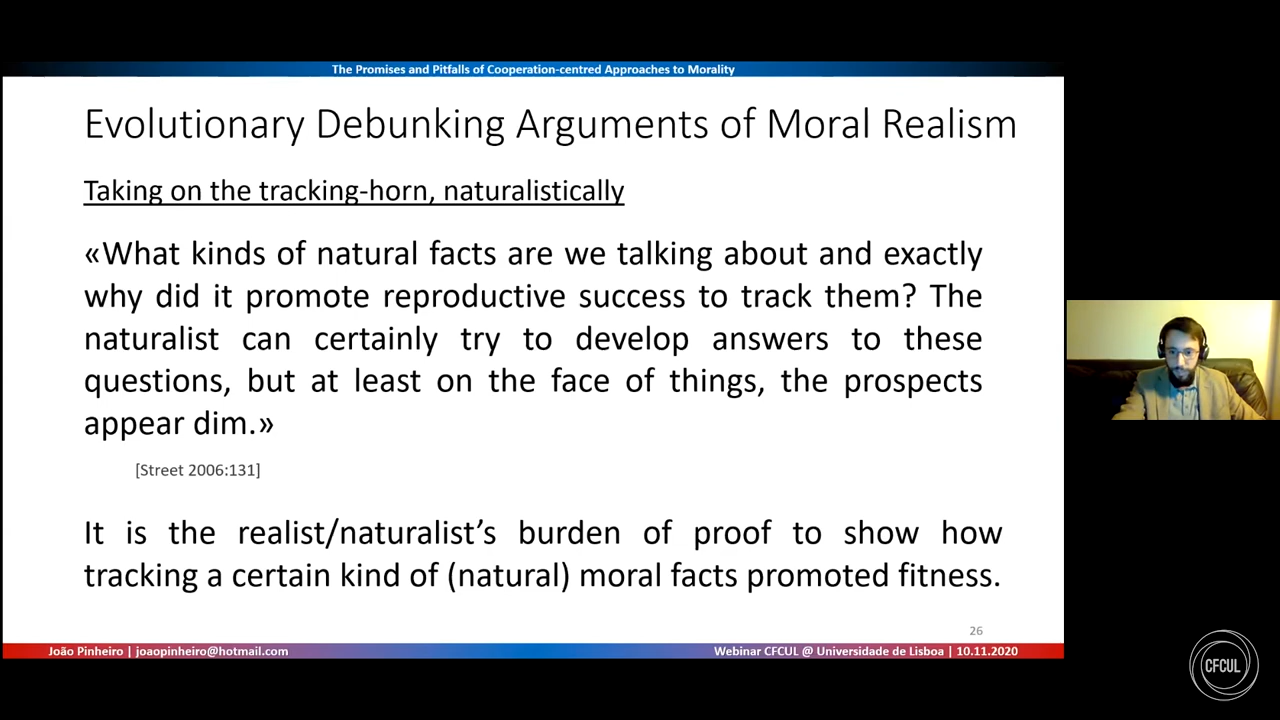 The Promises and Pitfalls of Cooperation-centred Approaches to Morality
Evolutionary Debunking Arguments of Moral Realism
Taking on the tracking-horn, naturalistically
«What kinds of natural facts are we talking about and exactly
why did it promote reproductive success to track them? The
naturalist can certainly try to develop answers to these
questions, but at least on the face of things, the prospects
appear dim.»
[Street 2006:131]
It is the realist/naturalist’s burden of proof to show how
tracking a certain kind of (natural) moral facts promoted fitness.
26
João Pinheiro | joaopinheiro@hotmail.com
Webinar CFCUL @ Universidade de Lisboa | 10.11.2020
CFCUL